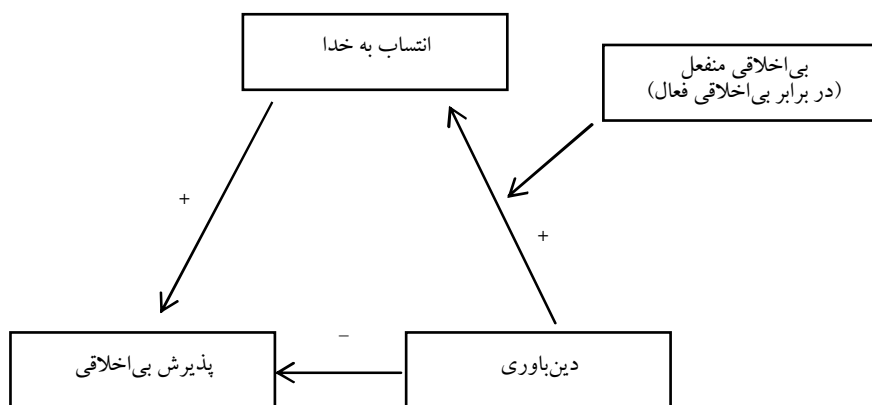 انتساب به خدا
بی‌اخلاقی منفعل
(در برابر بی‌اخلاقی فعال)
+
+
–
پذیرش بی‌اخلاقی
دین‌باوری